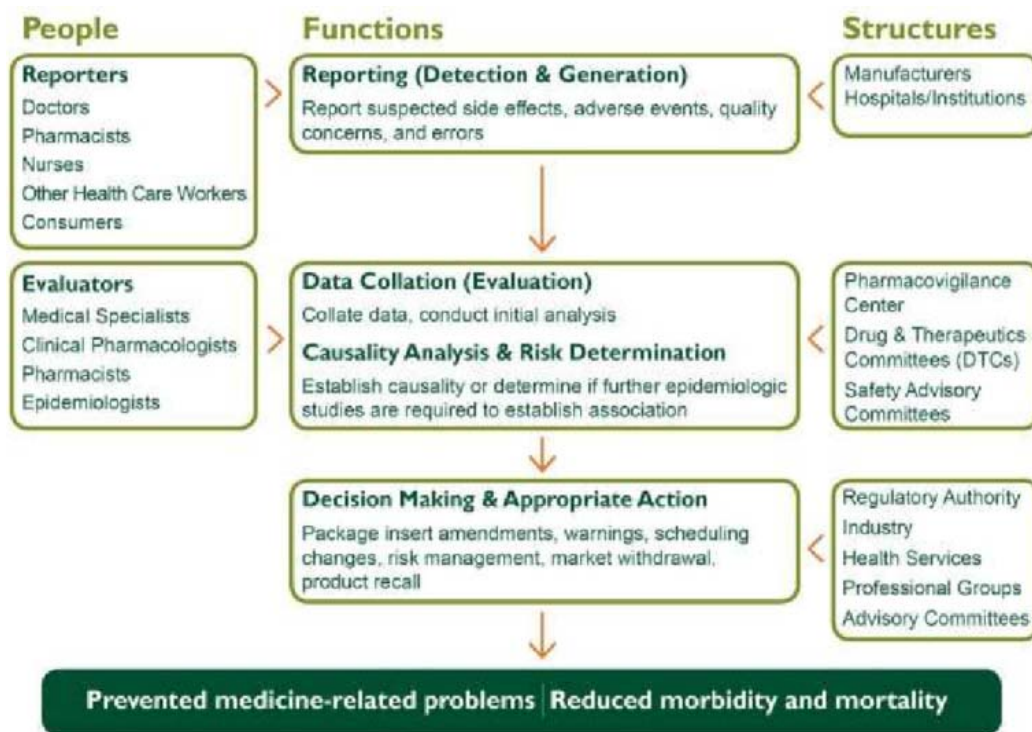 People
Functions
Structures
Reporters
Doctors
Pharmacists
Nurses
Other Health Care Workers
Consumers
Reporting (Detection & Generation)
Report suspected side effects, adverse events, quality
concerns, and errors
Manufacturers
Hospitals/Institutions
Evaluators
Medical Specialists
Clinical Pharmacologists
Pharmacists
Epidemiologists
Data Collation (Evaluation)
Collate data, conduct initial analysis
Causality Analysis & Risk Determination
Establish causality or determine if further epidemiologic
studies are required to establish association
Pharmacovigilance
Center
Drug & Therapeutics
Committees (DTCs)
Safety Advisory
Committees
Decision Making & Appropriate Action
Package insert amendments, warnings, scheduling
changes, risk management, market withdrawal,
product recall
Regulatory Authority
Industry
Health Services
Professional Groups
Advisory Committees
Prevented medicine-related problems | Reduced morbidity and mortality